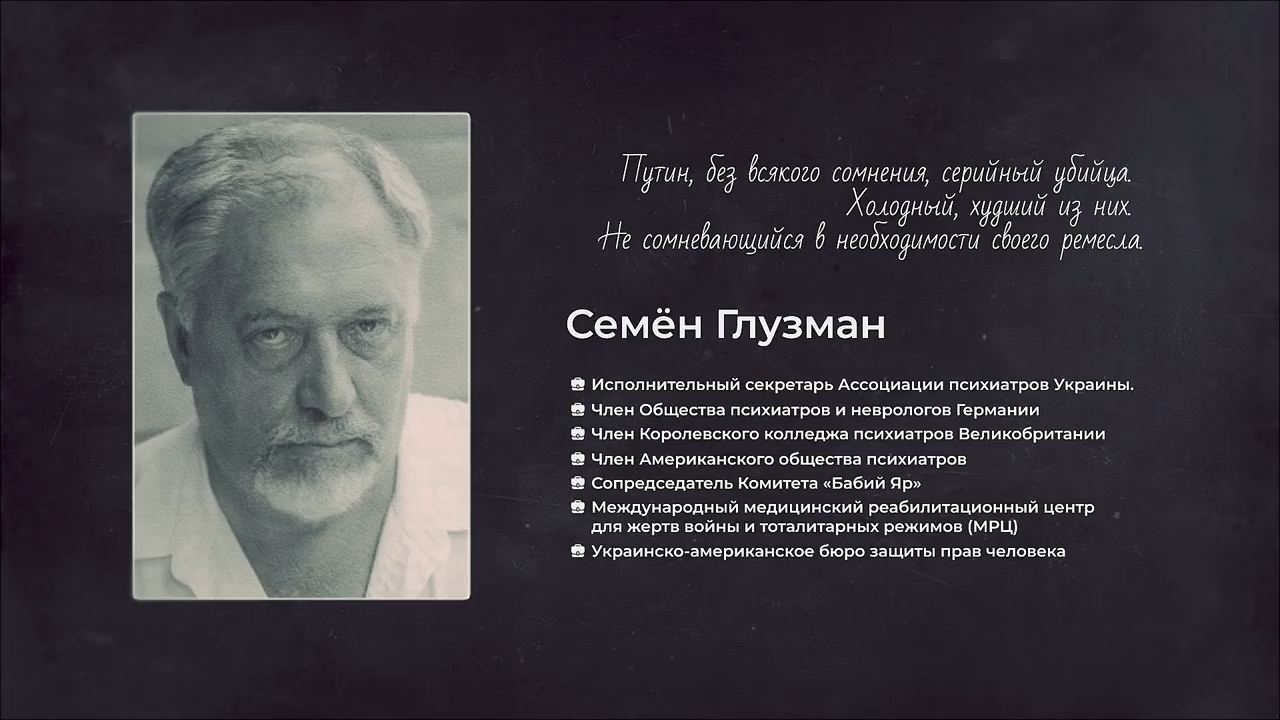 Путин, без всякого сомнения, серийный убийца.
Холодный, худший из них.
Не сомневающийся в необходимости своего ремесла.
Семён Глузман
Исполнительный секретарь Ассоциации психиатров Украины.
Член Общества психиатров и неврологов Германии
Член Королевского колледжа психиатров Великобритании
Член Американского общества психиатров
Сопредседатель Комитета «Бабий Яр»
Международный медицинский реабилитационный центр
для жертв войны и тоталитарных режимов (МРЦ)
Украинско-американское бюро защиты прав человека